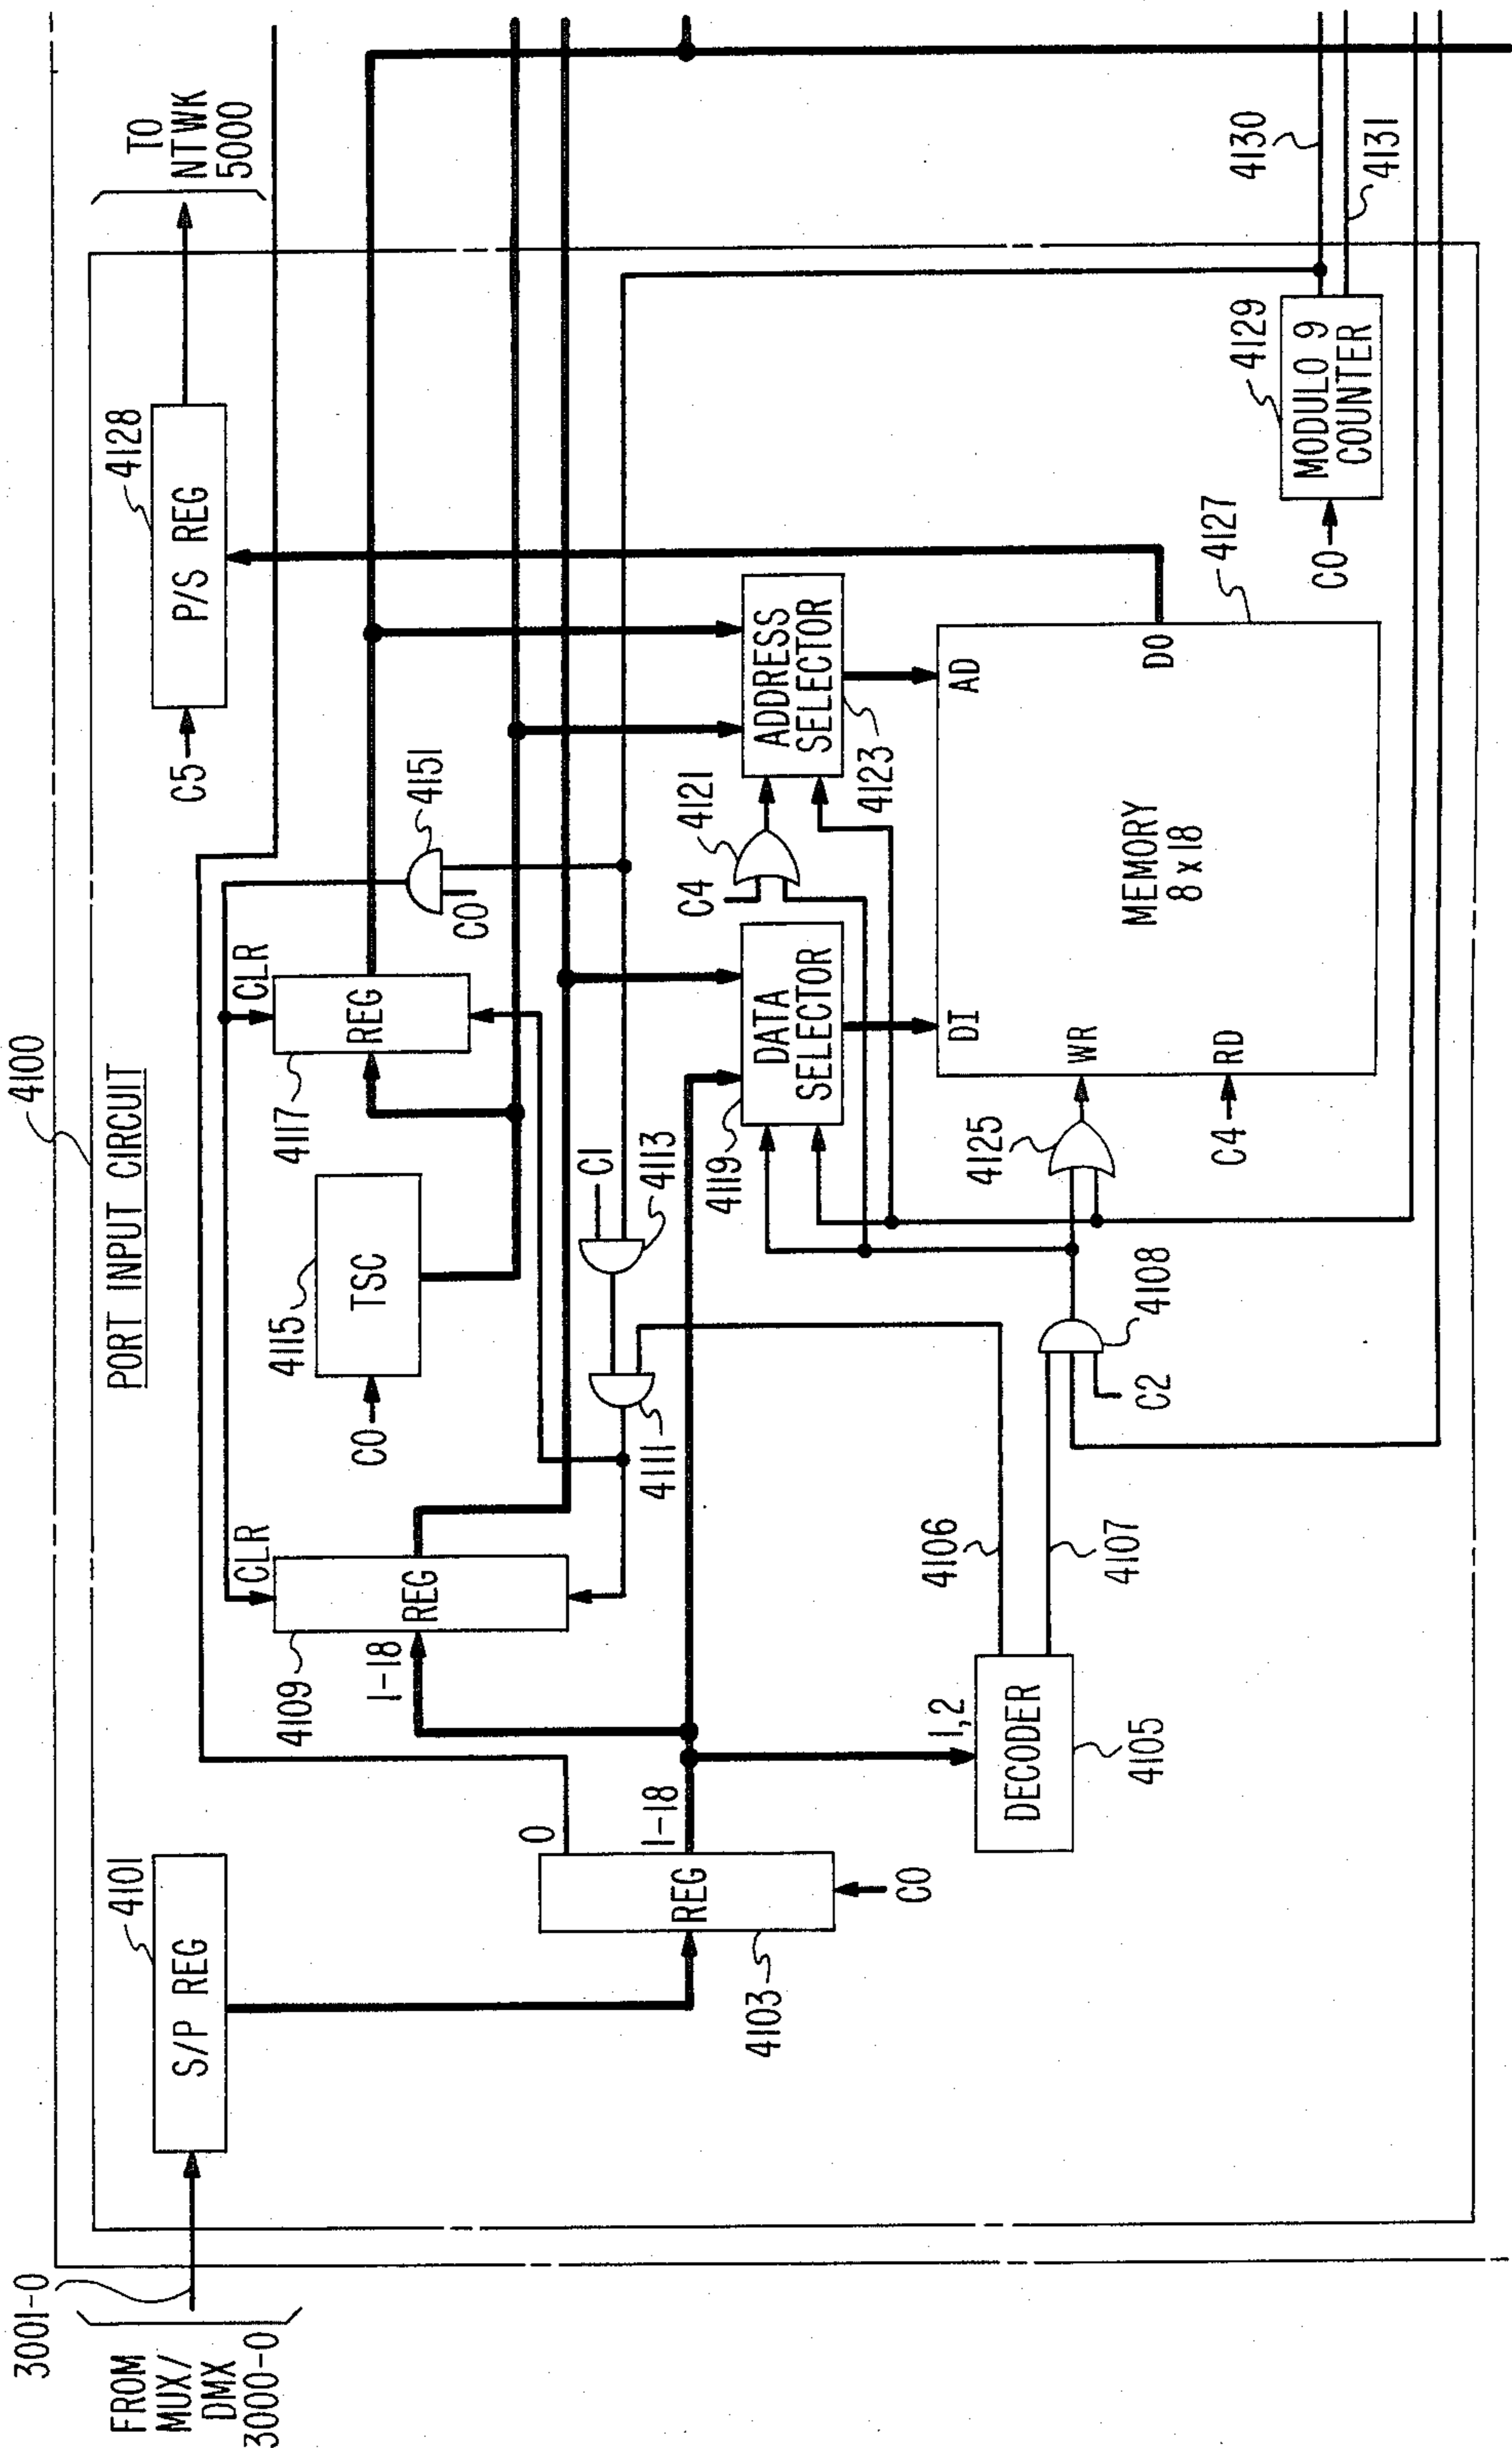 4100
PORT INPUT CIRCUIT
3001-0
FROM
MUX/
DMX
3000-0
S/P REG
4101
REG
4103
C0
0
1-18
1,2
DECODER
4105
4106
4107
1-18
REG
CLR
4109
C0
TSC
4115
4111
C1
4113
REG
CLR
4117
C0
4151
C5
P/S REG
4128
TO
NTWK
5000
DATA
SELECTOR
4119
C4
4121
ADDRESS
SELECTOR
4123
C2
4108
4125
C4
DI
WR
RD
AD
DO
MEMORY
8 x 18
4127
C0
MODULO 9
COUNTER
4129
4130
4131